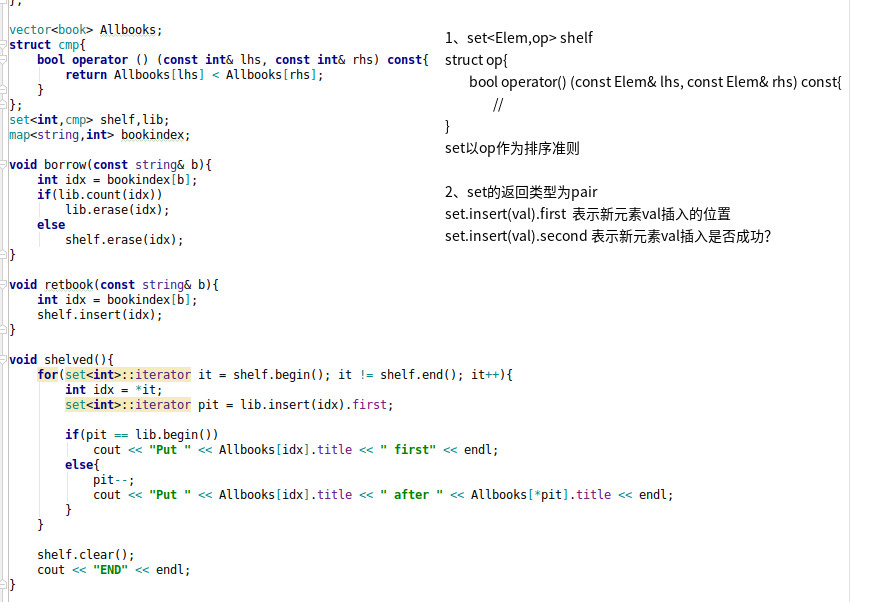 };
vector<book> Allbooks;
struct cmp{
    bool operator () (const int& lhs, const int& rhs) const{
        return Allbooks[lhs] < Allbooks[rhs];
    }
};
set<int,cmp> shelf,lib;
map<string,int> bookindex;
void borrow(const string& b){
    int idx = bookindex[b];
    if(lib.count(idx))
        lib.erase(idx);
    else
        shelf.erase(idx);
}
void retbook(const string& b){
    int idx = bookindex[b];
    shelf.insert(idx);
}
void shelved(){
    for(set<int>::iterator it = shelf.begin(); it != shelf.end(); it++){
        int idx = *it;
        set<int>::iterator pit = lib.insert(idx).first;
        if(pit == lib.begin())
            cout << "Put " << Allbooks[idx].title << " first" << endl;
        else{
            pit--;
            cout << "Put " << Allbooks[idx].title << " after " << Allbooks[*pit].title << endl;
        }
    }
    shelf.clear();
    cout << "END" << endl;
}
1、set<Elem,op> shelf
struct op{
    bool operator() (const Elem& lhs, const Elem& rhs) const{
        //
}
set以op作为排序准则
2、set的返回类型为pair
set.insert(val).first 表示新元素val插入的位置
set.insert(val).second 表示新元素val插入是否成功?